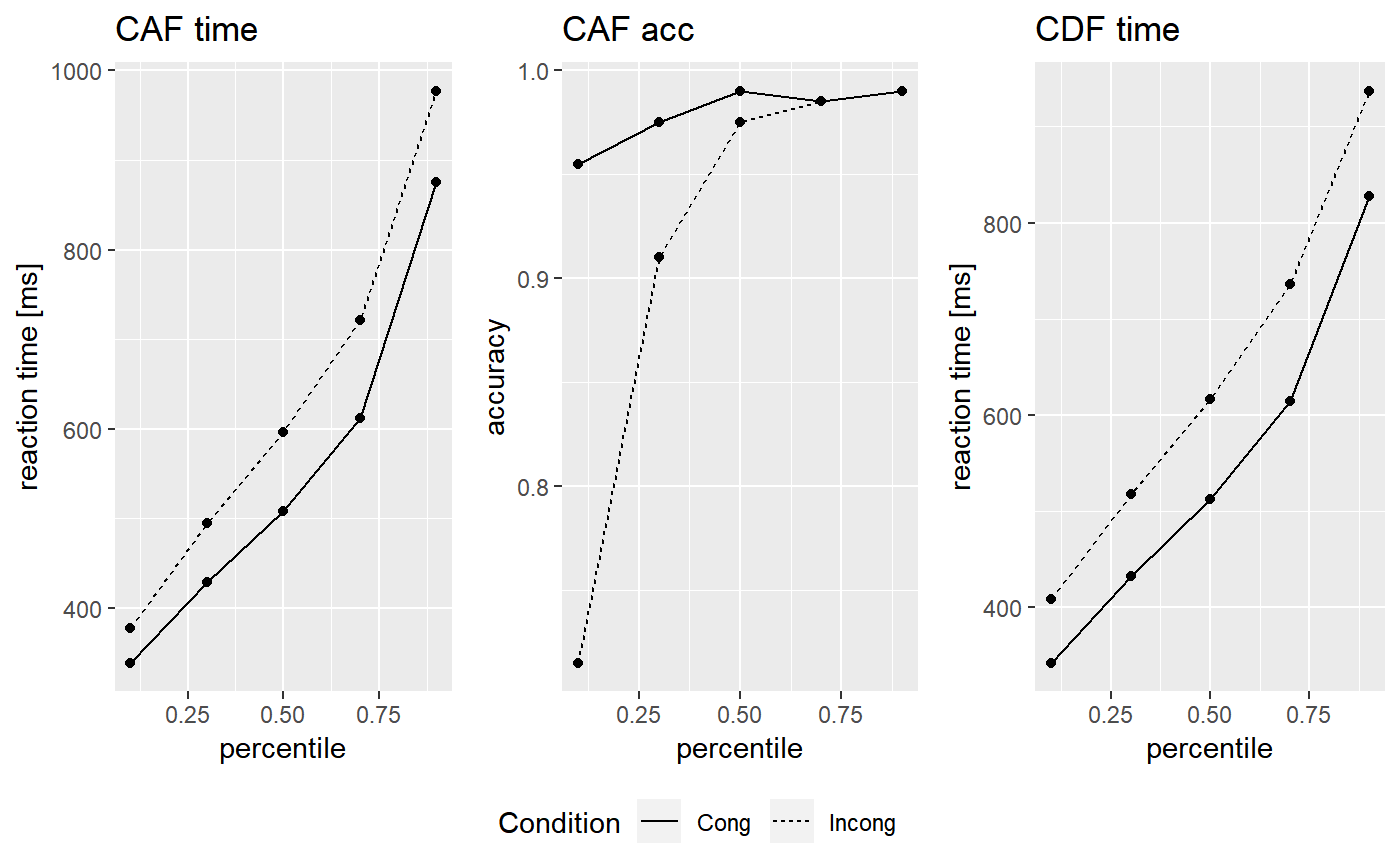 CAF time
1000
800
600
400
reaction time [ms]
0.25 0.50 0.75
percentile
CAF acc
1.0
0.9
0.8
accuracy
0.25 0.50 0.75
percentile
CDF time
800
600
400
reaction time [ms]
0.25 0.50 0.75
percentile
Condition Cong Incong